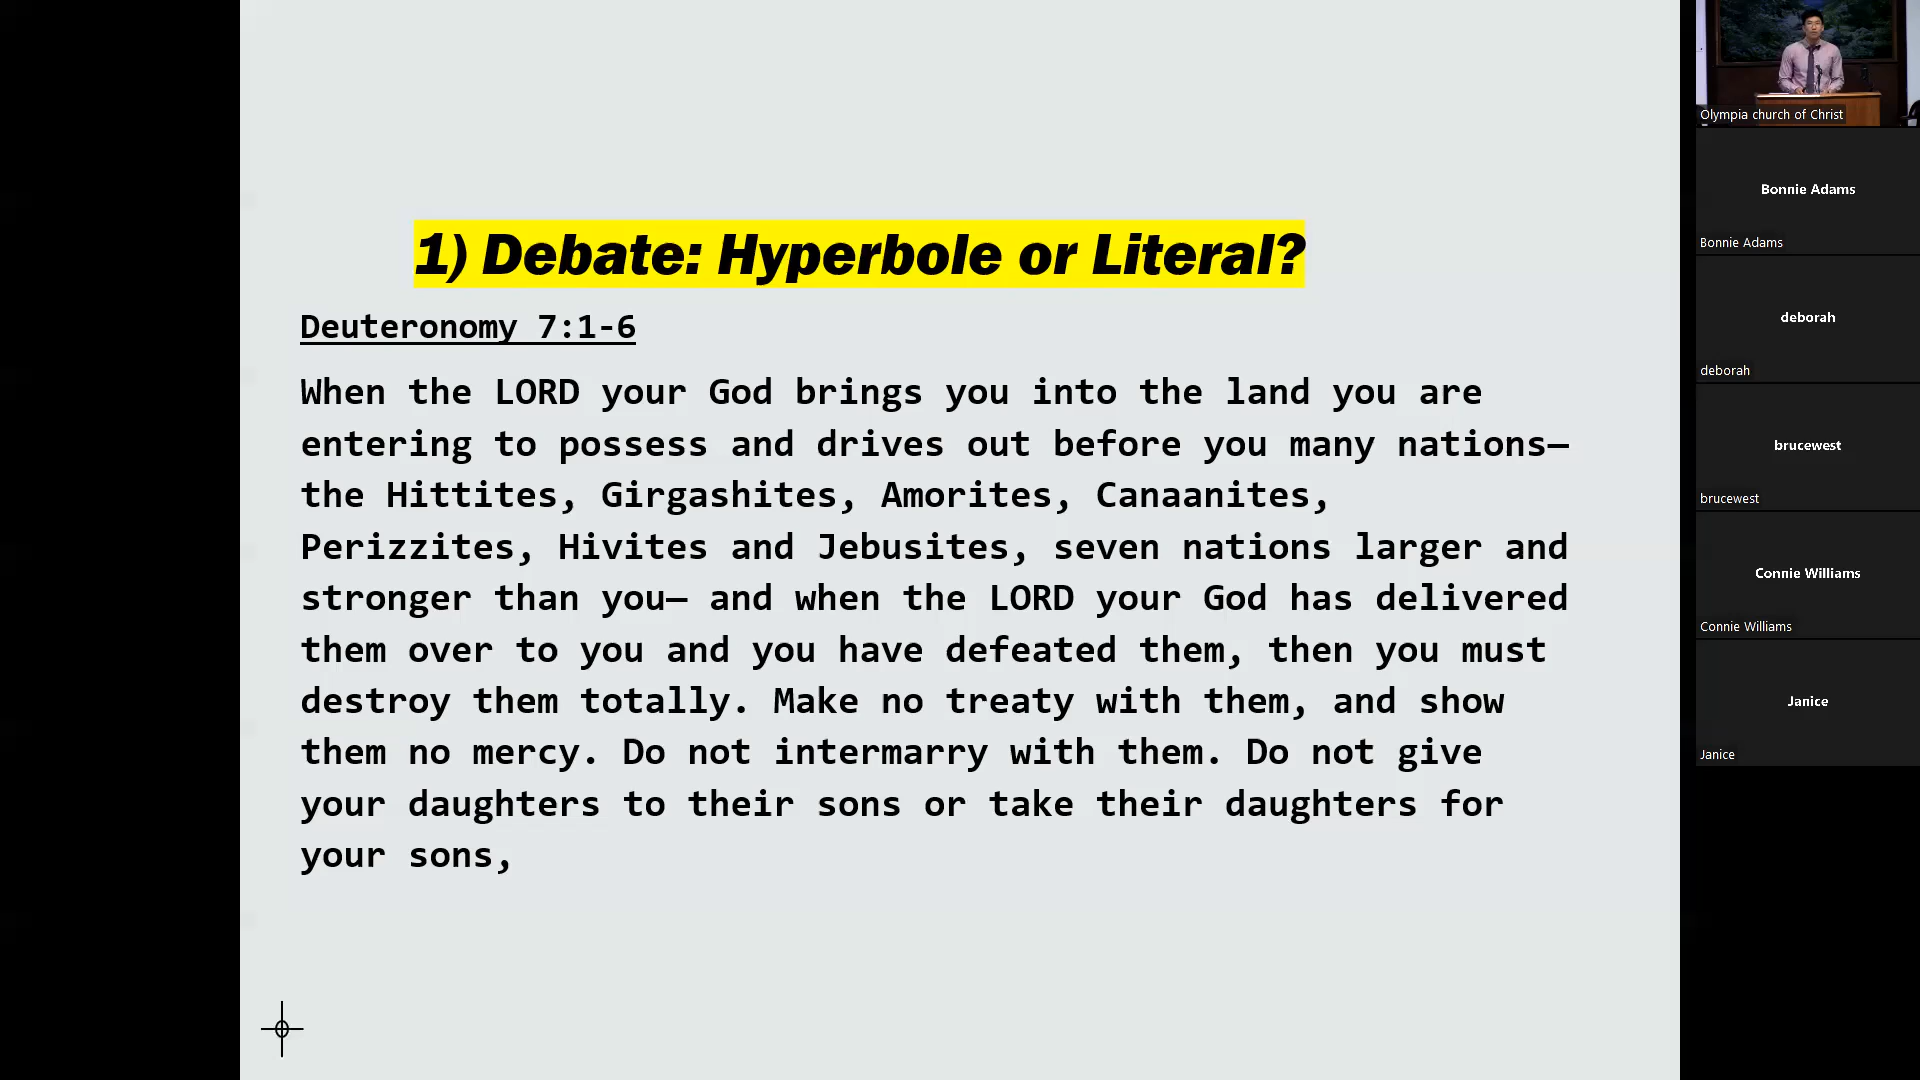 1) Debate: Hyperbole or Literal?
Deuteronomy 7:1-6
When the LORD your God brings you into the land you are
entering to possess and drives out before you many nations—
the Hittites, Girgashites, Amorites, Canaanites,
Perizzites, Hivites and Jebusites, seven nations larger and
stronger than you— and when the LORD your God has delivered
them over to you and you have defeated them, then you must
destroy them totally. Make no treaty with them, and show
them no mercy. Do not intermarry with them. Do not give
your daughters to their sons or take their daughters for
your sons,
Olympia church of Christ
Bonnie Adams
Bonnie Adams
deborah
deborah
brucewest
brucewest
Connie Williams
Connie Williams
Janice
Janice